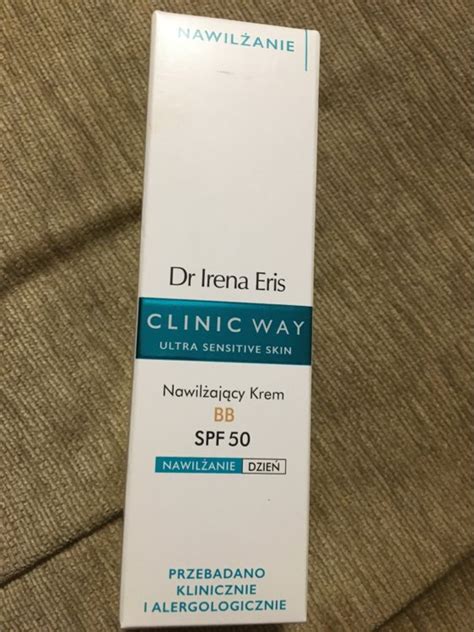 NAWILŻANIE
Dr Irena Eris
CLINIC WAY
ULTRA SENSITIVE SKIN
Nawilżający Krem
BB
SPF 50
NAWILŻANIE DZIEŃ
PRZEBADANO
KLINICZNIE
I ALERGOLOGICZNIE